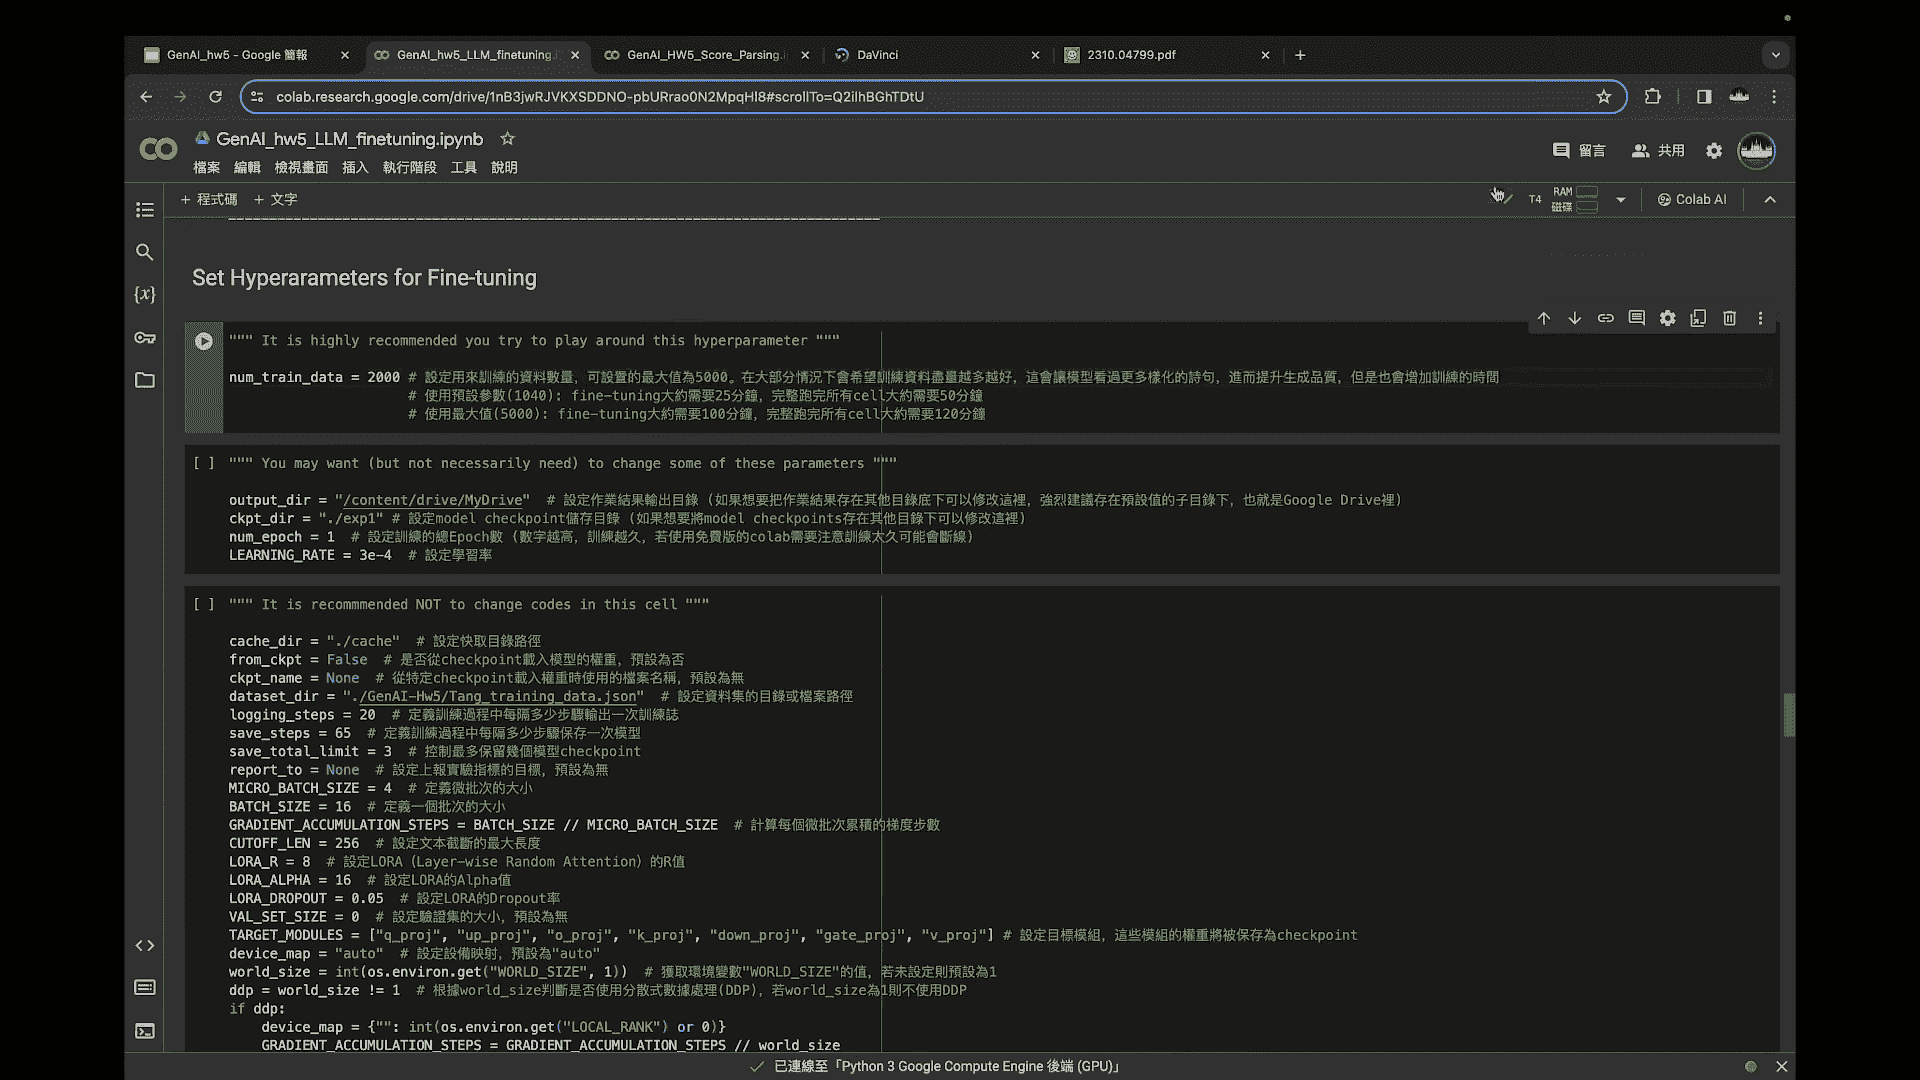 GenAI_hw5 - Google 簡報
GenAI_hw5_LLM_finetuning.i
GenAI_HW5_Score_Parsing.i
DaVinci
2310.04799.pdf
colab.research.google.com/drive/1nB3jwRJVKXSDDNO-pbURrao0N2MpqHl8#scrollTo=Q2iIhBGhTDtU
GenAI_hw5_LLM_finetuning.ipynb
檔案 編輯 檢視畫面 插入 執行階段 工具 說明
留言 共用
+ 程式碼 + 文字
T4 RAM 磁碟 Colab AI
Set Hyperarameters for Fine-tuning
""" It is highly recommended you try to play around this hyperparameter """
num_train_data = 2000 # 設定用來訓練的資料數量，可設置的最大值為5000。在大部分情況下會希望訓練資料盡量越多越好，這會讓模型看過更多樣化的詩句，進而提升生成品質，但是也會增加訓練的時間
# 使用預設參數(1040): fine-tuning大約需要25分鐘，完整跑完所有cell大約需要50分鐘
# 使用最大值(5000): fine-tuning大約需要100分鐘，完整跑完所有cell大約需要120分鐘
[ ] """ You may want (but not necessarily need) to change some of these parameters """
output_dir = "/content/drive/MyDrive"  # 設定作業結果輸出目錄 (如果想要把作業結果存在其他目錄底下可以修改這裡，強烈建議存在預設值的子目錄下，也就是Google Drive裡)
ckpt_dir = "./exp1" # 設定model checkpoint儲存目錄 (如果想要將model checkpoints存在其他目錄下可以修改這裡)
num_epoch = 1  # 設定訓練的總Epoch數 (數字越高，訓練越久，若使用免費版的colab需要注意訓練太久可能會斷線)
LEARNING_RATE = 3e-4  # 設定學習率
[ ] """ It is recommmended NOT to change codes in this cell """
cache_dir = "./cache"  # 設定快取目錄路徑
from_ckpt = False  # 是否從checkpoint載入模型的權重，預設為否
ckpt_name = None  # 從特定checkpoint載入權重時使用的檔案名稱，預設為無
dataset_dir = "./GenAI-Hw5/Tang_training_data.json"  # 設定資料集的目錄或檔案路徑
logging_steps = 20  # 定義訓練過程中每隔多少步驟輸出一次訓練誌
save_steps = 65  # 定義訓練過程中每隔多少步驟保存一次模型
save_total_limit = 3  # 控制最多保留幾個模型checkpoint
report_to = None  # 設定上報實驗指標的目標，預設為無
MICRO_BATCH_SIZE = 4  # 定義微批次的大小
BATCH_SIZE = 16  # 定義一個批次的大小
GRADIENT_ACCUMULATION_STEPS = BATCH_SIZE // MICRO_BATCH_SIZE  # 計算每個微批次累積的梯度步數
CUTOFF_LEN = 256  # 設定文本截斷的最大長度
LORA_R = 8  # 設定LORA（Layer-wise Random Attention）的R值
LORA_ALPHA = 16  # 設定LORA的Alpha值
LORA_DROPOUT = 0.05  # 設定LORA的Dropout率
VAL_SET_SIZE = 0  # 設定驗證集的大小，預設為無
TARGET_MODULES = ["q_proj", "up_proj", "o_proj", "k_proj", "down_proj", "gate_proj", "v_proj"] # 設定目標模組，這些模組的權重將被保存為checkpoint
device_map = "auto"  # 設定設備映射，預設為"auto"
world_size = int(os.environ.get("WORLD_SIZE", 1))  # 獲取環境變數"WORLD_SIZE"的值，若未設定則預設為1
ddp = world_size != 1  # 根據world_size判斷是否使用分散式數據處理(DDP)，若world_size為1則不使用DDP
if ddp:
device_map = {"": int(os.environ.get("LOCAL_RANK") or 0)}
GRADIENT_ACCUMULATION_STEPS = GRADIENT_ACCUMULATION_STEPS // world_size
已連線至「Python 3 Google Compute Engine 後端 (GPU)」